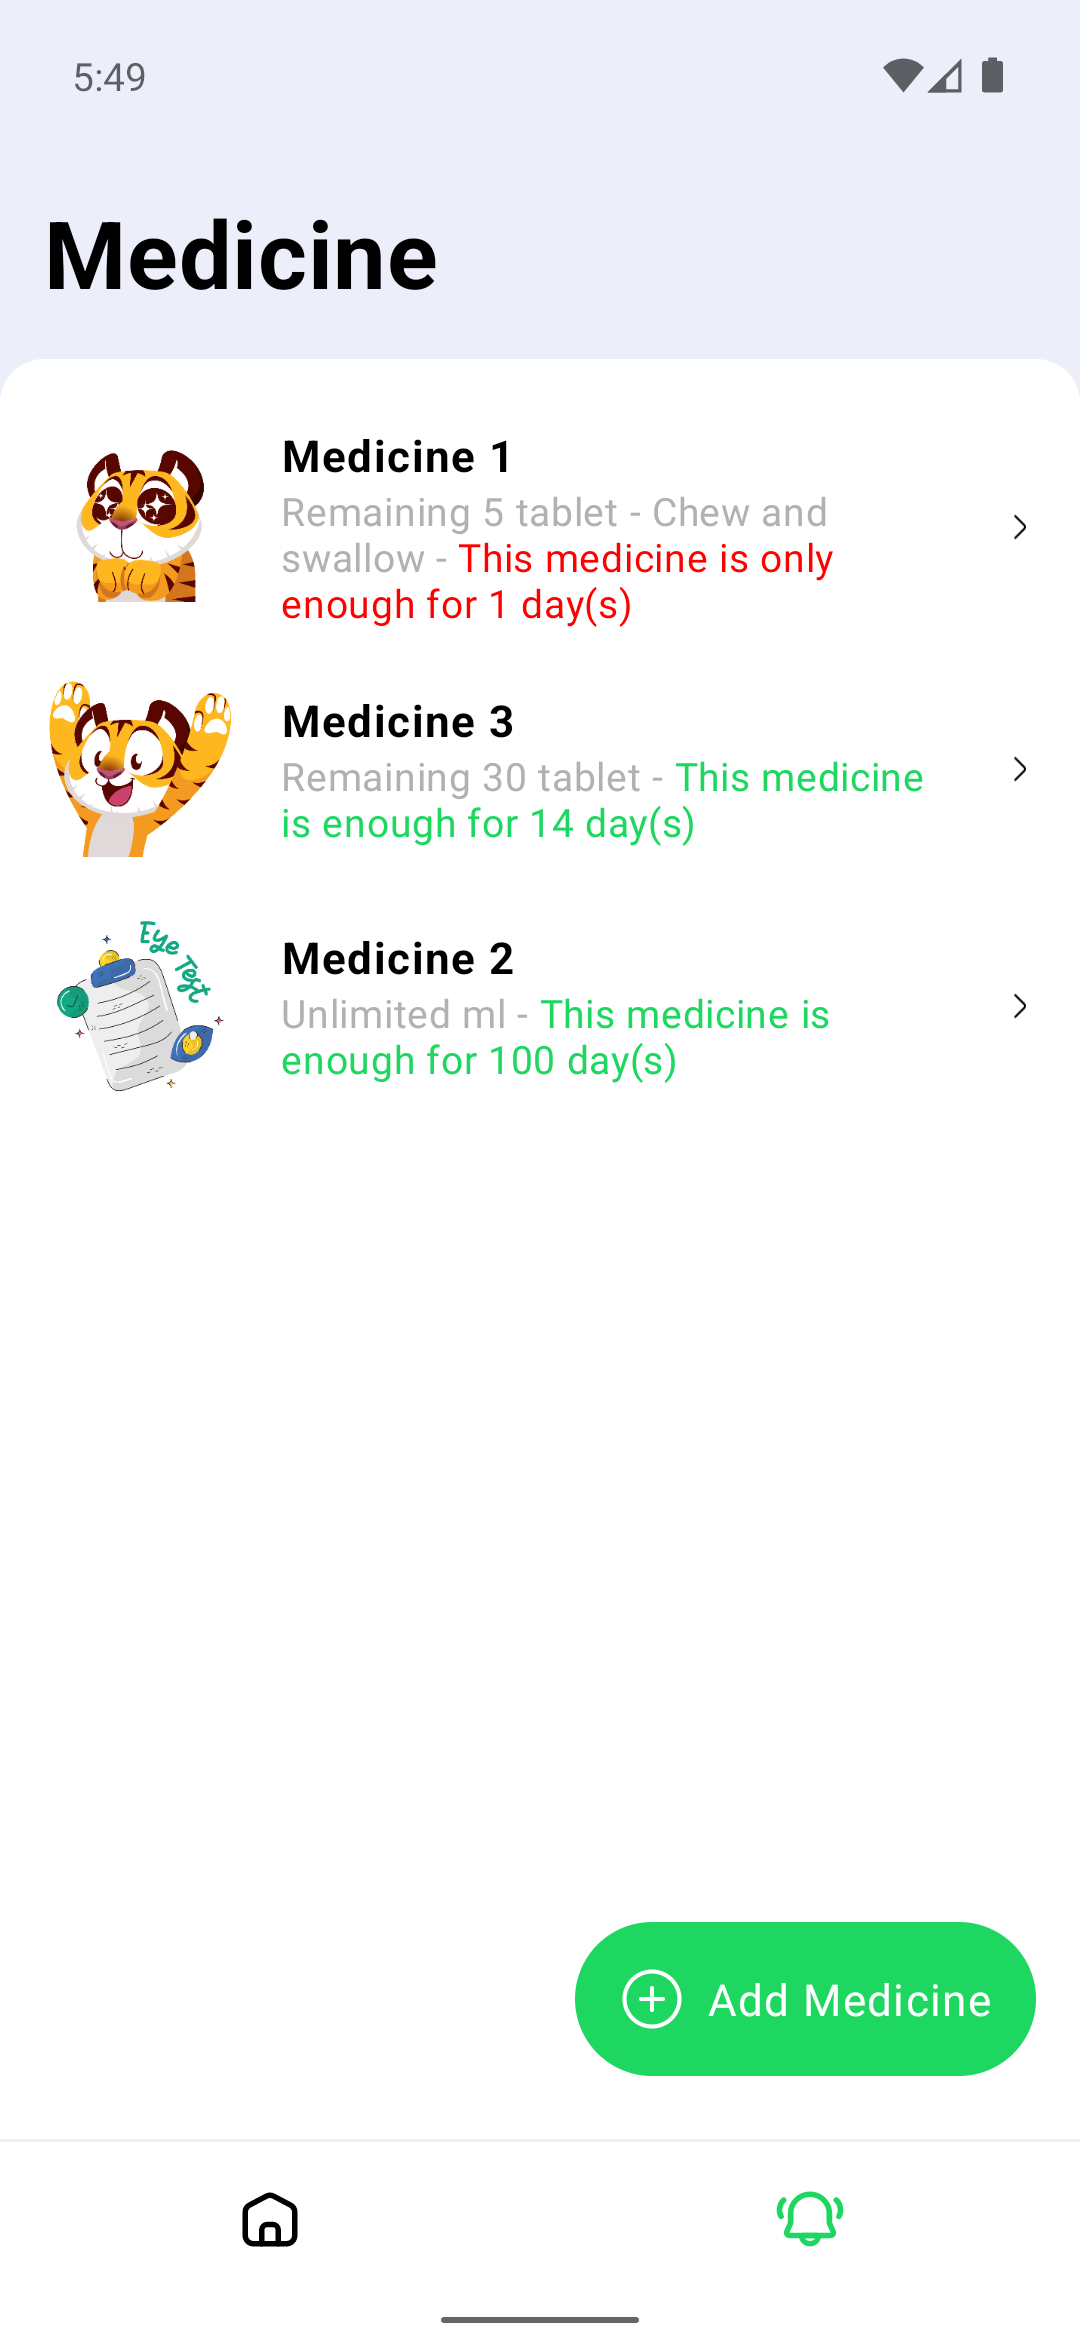 5:49
Medicine
Medicine 1
Remaining 5 tablet - Chew and
swallow - This medicine is only
enough for 1 day(s)
Medicine 3
Remaining 30 tablet - This medicine
is enough for 14 day(s)
Eye Test
Medicine 2
Unlimited ml - This medicine is
enough for 100 day(s)
Add Medicine